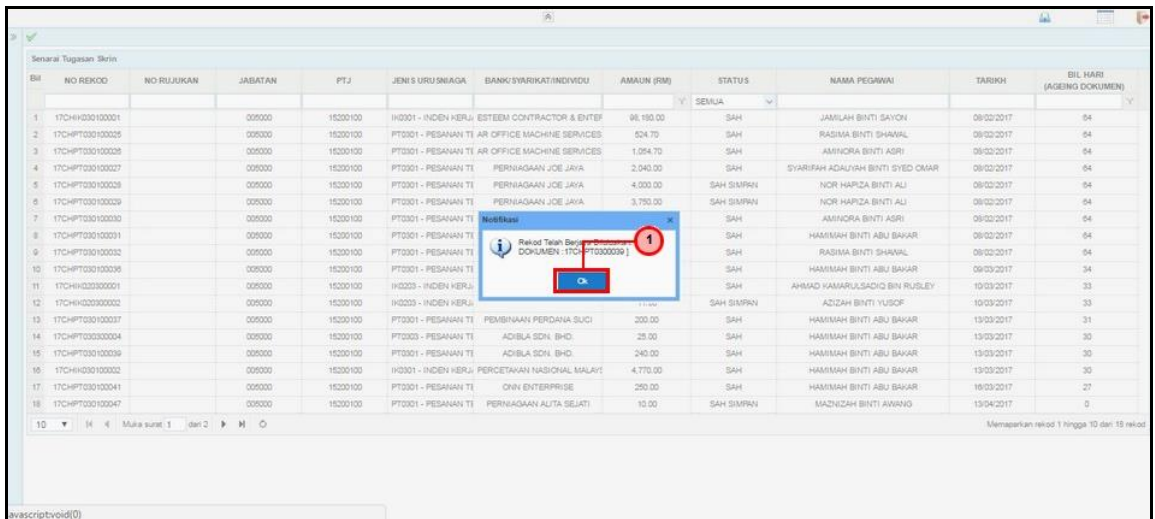 Senarai Tugasan Skrin
Bil NO REKOD NO RUJUKAN JABATAN PTJ JENIS URUSNIAGA BANK/SYARIKAT/INDIVIDU AMAUN (RM) STATUS NAMA PEGAWAI TARIKH BIL HARI (AGEING DOKUMEN)
SEMUA
1 17CHIK030100001 005000 15200100 IK0301 - INDEN KERJ ESTEEM CONTRACTOR & ENTER 98,180.00 SAH JAMILAH BINTI SAYON 08/02/2017 64
2 17CHPT030100025 005000 15200100 PT0301 - PESANAN TE AR OFFICE MACHINE SERVICES 524.70 SAH RASIMA BINTI SHAWAL 08/02/2017 64
3 17CHPT030100026 005000 15200100 PT0301 - PESANAN TE AR OFFICE MACHINE SERVICES 1,054.70 SAH AMINORA BINTI ASRI 08/02/2017 64
4 17CHPT030100027 005000 15200100 PT0301 - PESANAN TE PERNIAGAAN JOE JAYA 2,040.00 SAH SYARIFAH ADAUYAH BINTI SYED OMAR 08/02/2017 64
5 17CHPT030100028 005000 15200100 PT0301 - PESANAN TE PERNIAGAAN JOE JAYA 4,000.00 SAH SIMPAN NOR HAPIZA BINTI ALI 08/02/2017 64
6 17CHPT030100029 005000 15200100 PT0301 - PESANAN TE PERNIAGAAN JOE JAYA 3,750.00 SAH SIMPAN NOR HAPIZA BINTI ALI 08/02/2017 64
7 17CHPT030100030 005000 15200100 PT0301 - PESANAN TE SAH AMINORA BINTI ASRI 08/02/2017 64
8 17CHPT030100031 005000 15200100 PT0301 - PESANAN TE SAH HAMIMAH BINTI ABU BAKAR 08/02/2017 64
9 17CHPT030100032 005000 15200100 PT0301 - PESANAN TE SAH RASIMA BINTI SHAWAL 08/02/2017 64
10 17CHPT030100036 005000 15200100 PT0301 - PESANAN TE SAH HAMIMAH BINTI ABU BAKAR 09/03/2017 34
11 17CHIK020300001 005000 15200100 IK0203 - INDEN KERJ SAH AHMAD KAMARULSADIQ BIN RUSLEY 10/03/2017 33
12 17CHIK020300002 005000 15200100 IK0203 - INDEN KERJ SAH SIMPAN AZIZAH BINTI YUSOF 10/03/2017 33
13 17CHPT030100037 005000 15200100 PT0301 - PESANAN TE PEMBINAAN PERDANA SUCI 200.00 SAH HAMIMAH BINTI ABU BAKAR 13/03/2017 31
14 17CHPT030300004 005000 15200100 PT0303 - PESANAN TE ADIBLA SDN. BHD. 25.00 SAH HAMIMAH BINTI ABU BAKAR 13/03/2017 30
15 17CHPT030100039 005000 15200100 PT0301 - PESANAN TE ADIBLA SDN. BHD. 240.00 SAH HAMIMAH BINTI ABU BAKAR 13/03/2017 30
16 17CHIK030100002 005000 15200100 IK0301 - INDEN KERJ PERCETAKAN NASIONAL MALAYS 4,770.00 SAH HAMIMAH BINTI ABU BAKAR 13/03/2017 30
17 17CHPT030100041 005000 15200100 PT0301 - PESANAN TE ONN ENTERPRISE 250.00 SAH HAMIMAH BINTI ABU BAKAR 16/03/2017 27
18 17CHPT030100047 005000 15200100 PT0301 - PESANAN TE PERNIAGAAN ALITA SEJATI 10.00 SAH SIMPAN MAZNIZAH BINTI AWANG 13/04/2017 0
Notifikasi
Rekod Telah Berjaya
DOKUMEN : 17CHPT0300039 ]
1
Ok
10 Muka surat 1 dari 2 Memaparkan rekod 1 hingga 10 dari 18 rekod
avascript:void(0)